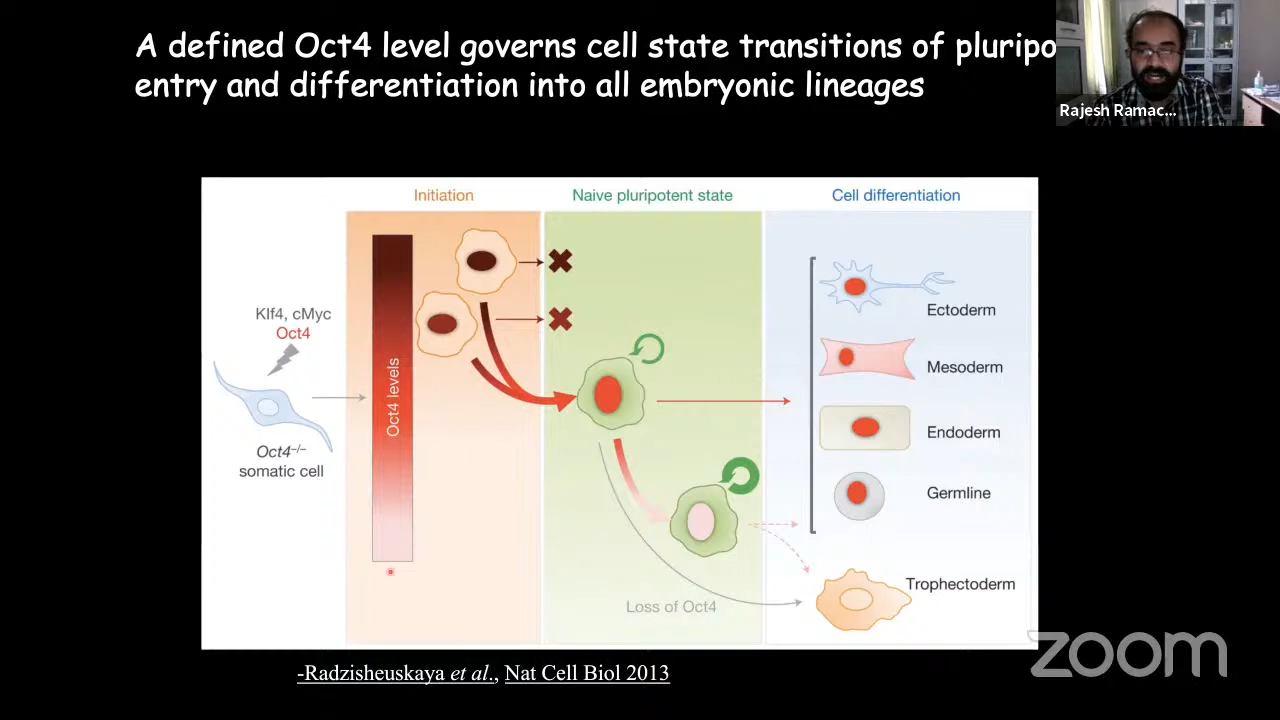 A defined Oct4 level governs cell state transitions of pluripo
entry and differentiation into all embryonic lineages
Rajesh Ramac...
Initiation
Naive pluripotent state
Cell differentiation
Klf4, cMyc
Oct4
Oct4 levels
Oct4–/–
somatic cell
Ectoderm
Mesoderm
Endoderm
Germline
Trophectoderm
Loss of Oct4
-Radzisheuskaya et al., Nat Cell Biol 2013
zoom